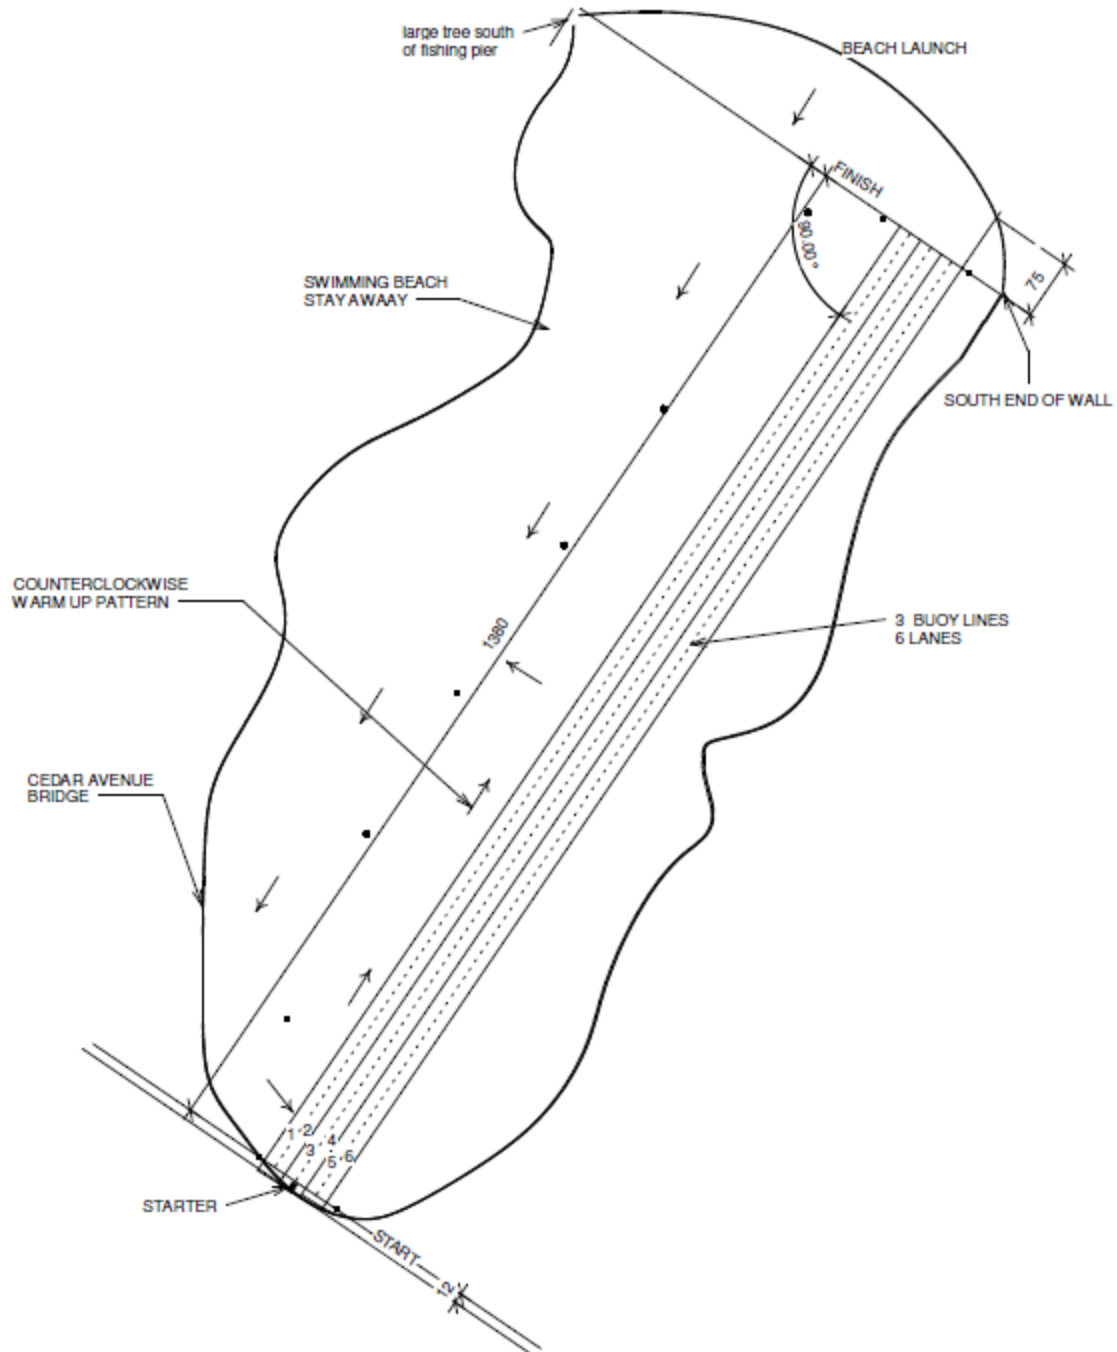 large tree south
of fishing pier
BEACH LAUNCH
FINISH
90.00°
75
SWIMMING BEACH
STAY AWAAY
SOUTH END OF WALL
COUNTERCLOCKWISE
WARM UP PATTERN
1380
3 BUOY LINES
6 LANES
CEDAR AVENUE
BRIDGE
1 2
3 4
5 6
STARTER
START
12